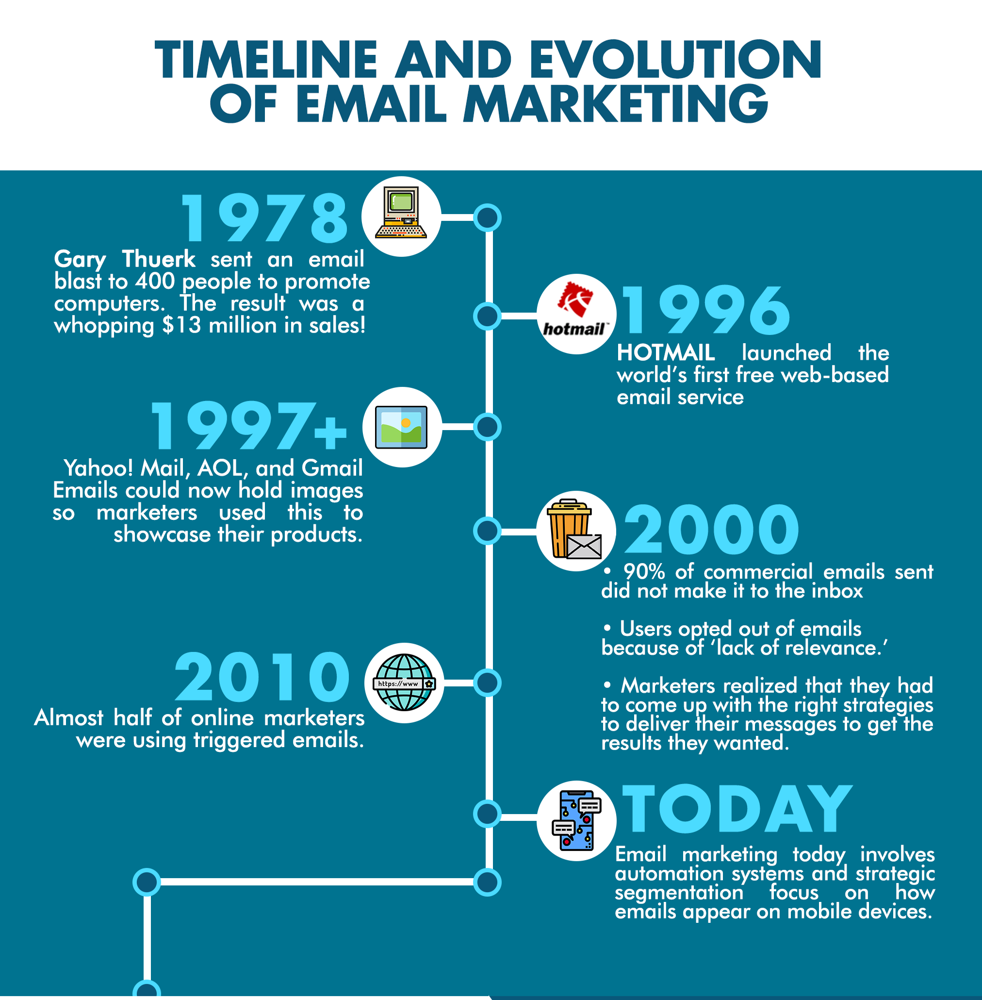 TIMELINE AND EVOLUTION
OF EMAIL MARKETING
1978
Gary Thuerk sent an email
blast to 400 people to promote
computers. The result was a
whopping $13 million in sales!
hotmail™
1996
HOTMAIL launched the
world's first free web-based
email service
1997+
Yahoo! Mail, AOL, and Gmail
Emails could now hold images
so marketers used this to
showcase their products.
2000
• 90% of commercial emails sent
did not make it to the inbox
• Users opted out of emails
because of ‘lack of relevance.’
• Marketers realized that they had
to come up with the right strategies
to deliver their messages to get the
results they wanted.
2010
https://www
Almost half of online marketers
were using triggered emails.
TODAY
Email marketing today involves
automation systems and strategic
segmentation focus on how
emails appear on mobile devices.